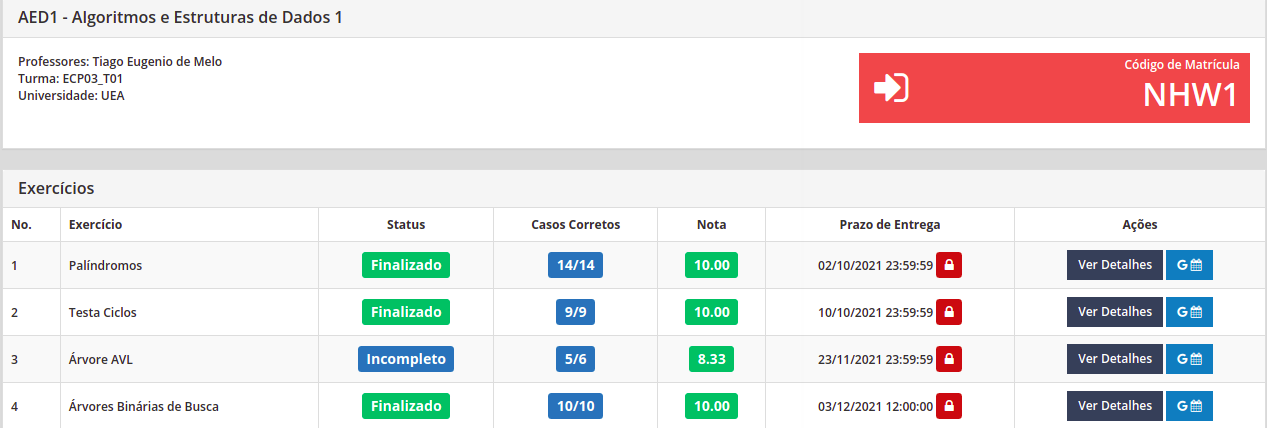 AED1 - Algoritmos e Estruturas de Dados 1
Professores: Tiago Eugenio de Melo
Turma: ECP03_T01
Universidade: UEA
Código de Matrícula
NHW1
Exercícios
No. Exercício Status Casos Corretos Nota Prazo de Entrega Ações
1 Palíndromos Finalizado 14/14 10.00 02/10/2021 23:59:59 Ver Detalhes G
2 Testa Ciclos Finalizado 9/9 10.00 10/10/2021 23:59:59 Ver Detalhes G
3 Árvore AVL Incompleto 5/6 8.33 23/11/2021 23:59:59 Ver Detalhes G
4 Árvores Binárias de Busca Finalizado 10/10 10.00 03/12/2021 12:00:00 Ver Detalhes G